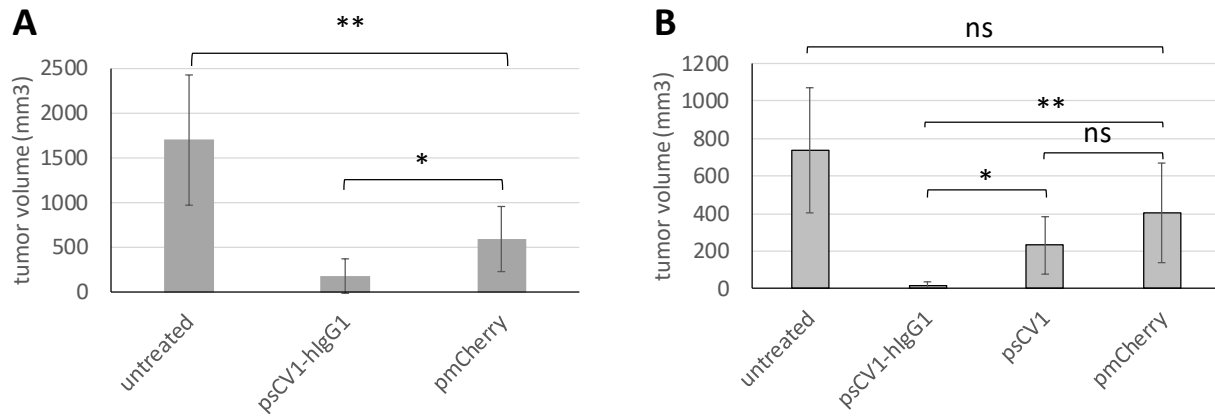 A
**
tumor volume (mm3)
2500
2000
1500
1000
500
0
*
untreated
psCV1-hIgG1
pmCherry
B
ns
tumor volume (mm3)
1200
1000
800
600
400
200
0
**
ns
*
untreated
psCV1-hIgG1
psCV1
pmCherry